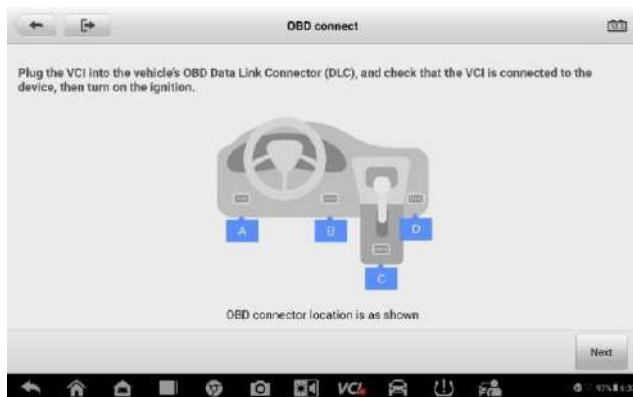 OBD connect
Plug the VCI into the vehicle's OBD Data Link Connector (DLC), and check that the VCI is connected to the
device, then turn on the ignition.
A
B
D
C
OBD connector location is as shown
Next
VCI
97%